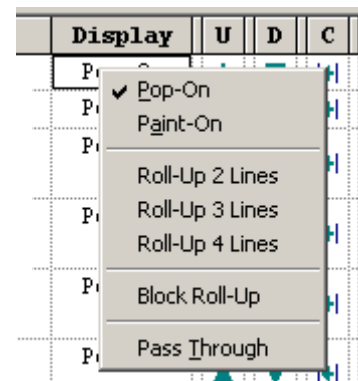 Display U D C
Pop-On
Paint-On
Roll-Up 2 Lines
Roll-Up 3 Lines
Roll-Up 4 Lines
Block Roll-Up
Pass Through